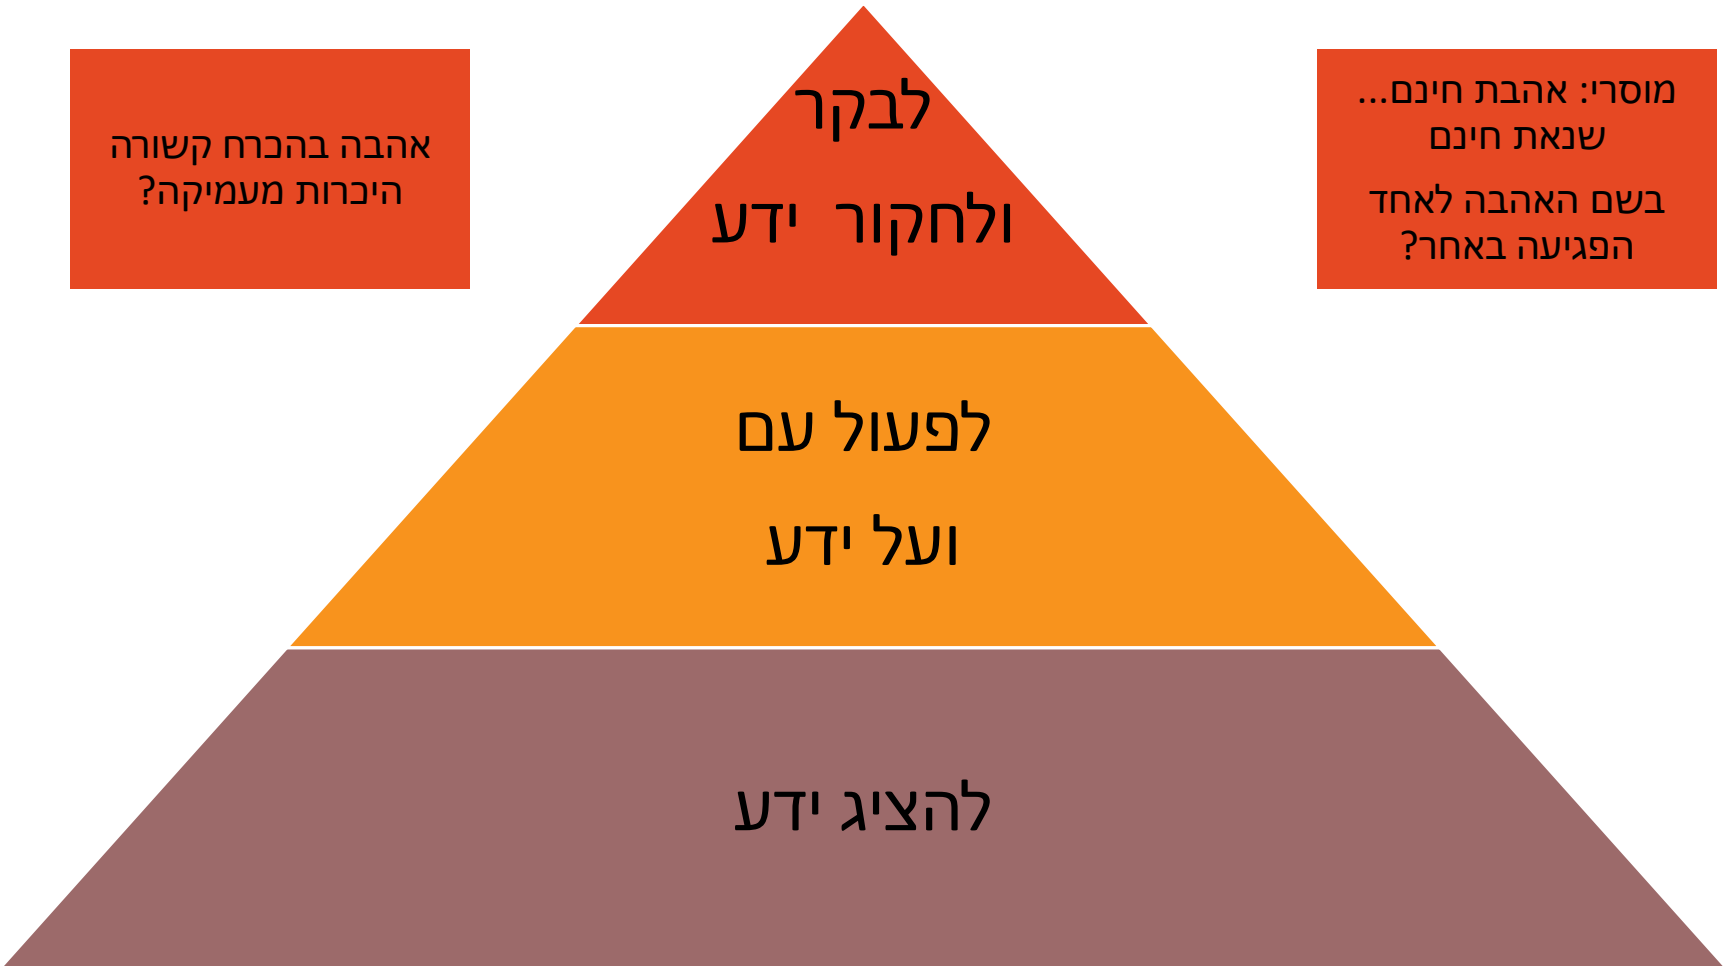 מוסרי: אהבת חינם...
שנאת חינם
בשם האהבה לאחד
הפגיעה באחר?
לבקר
ולחקור ידע
אהבה בהכרח קשורה
היכרות מעמיקה?
לפעול עם
ועל ידע
להציג ידע